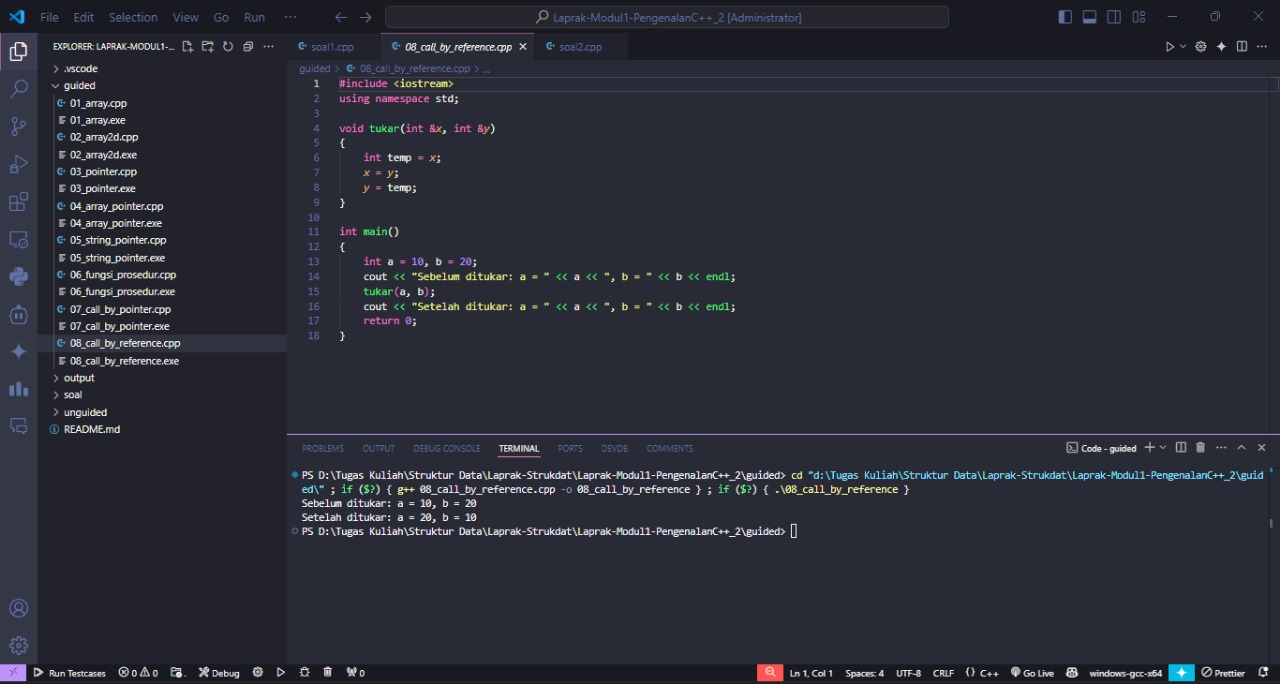 File Edit Selection View Go Run ... Laprak-Modul1-PengenalanC++_2 [Administrator]
EXPLORER: LAPRAK-MODUL1-...
.vscode
guided
01_array.cpp
01_array.exe
02_array2d.cpp
02_array2d.exe
03_pointer.cpp
03_pointer.exe
04_array_pointer.cpp
04_array_pointer.exe
05_string_pointer.cpp
05_string_pointer.exe
06_fungsi_prosedur.cpp
06_fungsi_prosedur.exe
07_call_by_pointer.cpp
07_call_by_pointer.exe
08_call_by_reference.cpp
08_call_by_reference.exe
output
soal
unguided
README.md
soal1.cpp 08_call_by_reference.cpp soal2.cpp
guided > 08_call_by_reference.cpp > ...
1 #include <iostream>
2 using namespace std;
3
4 void tukar(int &x, int &y)
5 {
6 int temp = x;
7 x = y;
8 y = temp;
9 }
10
11 int main()
12 {
13 int a = 10, b = 20;
14 cout << "Sebelum ditukar: a = " << a << ", b = " << b << endl;
15 tukar(a, b);
16 cout << "Setelah ditukar: a = " << a << ", b = " << b << endl;
17 return 0;
18 }
PROBLEMS OUTPUT DEBUG CONSOLE TERMINAL PORTS DEVDB COMMENTS Code - guided
PS D:\Tugas Kuliah\Struktur Data\Laprak-Strukdat\Laprak-Modul1-PengenalanC++_2\guided> cd "d:\Tugas Kuliah\Struktur Data\Laprak-Strukdat\Laprak-Modul1-PengenalanC++_2\guid
ed\" ; if ($?) { g++ 08_call_by_reference.cpp -o 08_call_by_reference } ; if ($?) { .\08_call_by_reference }
Sebelum ditukar: a = 10, b = 20
Setelah ditukar: a = 20, b = 10
PS D:\Tugas Kuliah\Struktur Data\Laprak-Strukdat\Laprak-Modul1-PengenalanC++_2\guided>
Run Testcases 0 0 Debug 0 Ln 1, Col 1 Spaces: 4 UTF-8 CRLF {} C++ Go Live windows-gcc-x64 Prettier